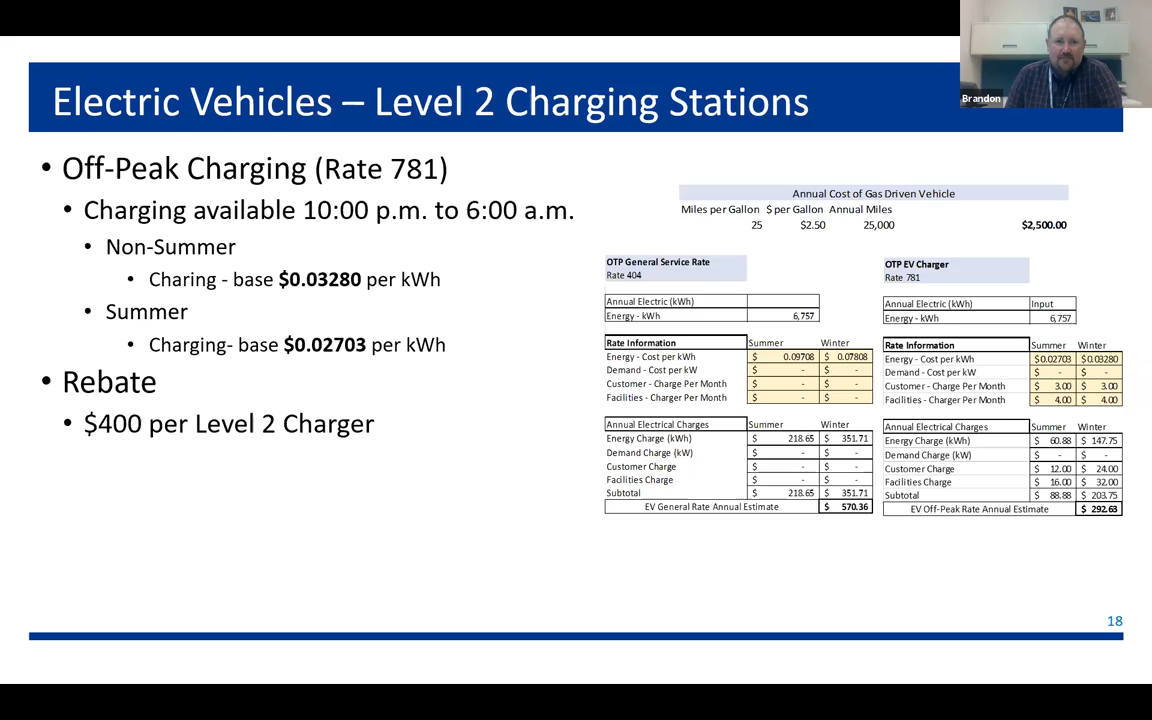 Brandon
Electric Vehicles – Level 2 Charging Stations
• Off-Peak Charging (Rate 781)
• Charging available 10:00 p.m. to 6:00 a.m.
• Non-Summer
• Charing - base $0.03280 per kWh
• Summer
• Charging- base $0.02703 per kWh
• Rebate
• $400 per Level 2 Charger
Annual Cost of Gas Driven Vehicle
Miles per Gallon $ per Gallon Annual Miles
25 $2.50 25,000 $2,500.00
OTP General Service Rate
Rate 404
Annual Electric (kWh)
Energy - kWh 6,757
Rate Information Summer Winter
Energy - Cost per kWh $ 0.09708 $ 0.07808
Demand - Cost per kW $ - $ -
Customer - Charge Per Month $ - $ -
Facilities - Charger Per Month $ - $ -
Annual Electrical Charges Summer Winter
Energy Charge (kWh) $ 218.65 $ 351.71
Demand Charge (kW) $ - $ -
Customer Charge $ - $ -
Facilities Charge $ - $ -
Subtotal $ 218.65 $ 351.71
EV General Rate Annual Estimate $ 570.36
OTP EV Charger
Rate 781
Annual Electric (kWh) Input
Energy - kWh 6,757
Rate Information Summer Winter
Energy - Cost per kWh $0.02703 $0.03280
Demand - Cost per kW $ - $ -
Customer - Charge Per Month $ 3.00 $ 3.00
Facilities - Charger Per Month $ 4.00 $ 4.00
Annual Electrical Charges Summer Winter
Energy Charge (kWh) $ 60.88 $ 147.75
Demand Charge (kW) $ - $ -
Customer Charge $ 12.00 $ 24.00
Facilities Charge $ 16.00 $ 32.00
Subtotal $ 88.88 $ 203.75
EV Off-Peak Rate Annual Estimate $ 292.63
18